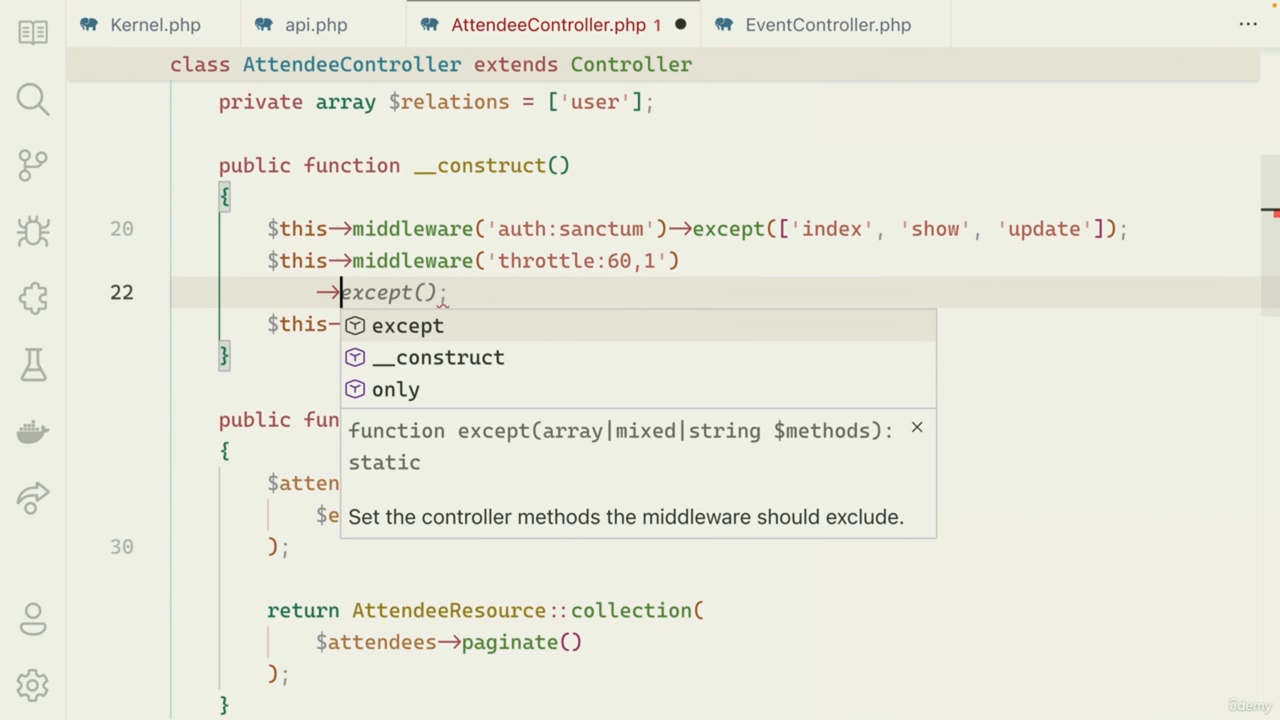 Kernel.php api.php AttendeeController.php 1 EventController.php ...
class AttendeeController extends Controller
private array $relations = ['user'];
public function __construct()
{
20 $this->middleware('auth:sanctum')->except(['index', 'show', 'update']);
$this->middleware('throttle:60,1')
22 ->except();
$this-
except
}
__construct
only
public fun
function except(array|mixed|string $methods):
{
static
$atten
$e
Set the controller methods the middleware should exclude.
30 );
return AttendeeResource::collection(
$attendees->paginate()
);
}
ûdemy